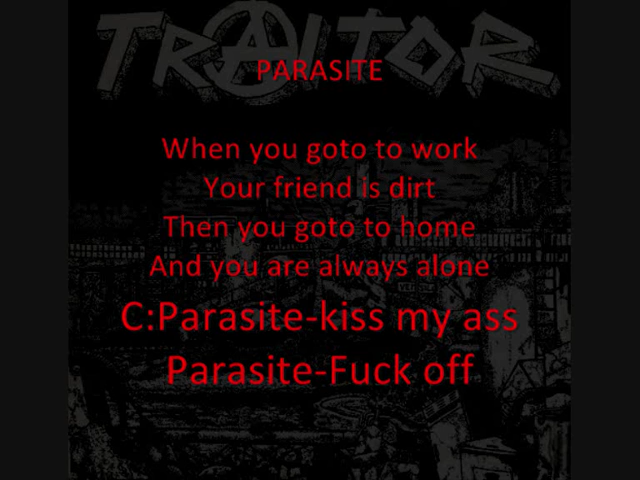 TRAITOR
PARASITE
When you goto to work
Your friend is dirt
Then you goto to home
And you are always alone
C:Parasite-kiss my ass
Parasite-Fuck off